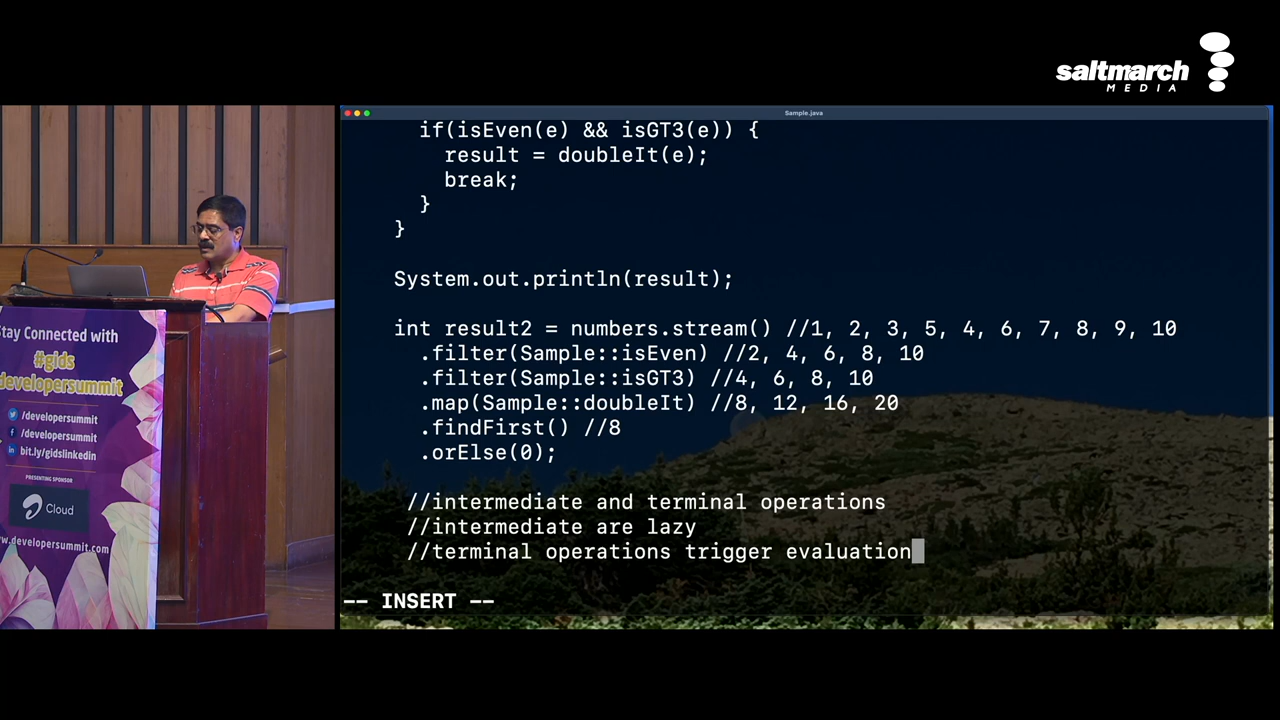 saltmarch
MEDIA
Sample.java
if(isEven(e) && isGT3(e)) {
result = doubleIt(e);
break;
}
}
System.out.println(result);
int result2 = numbers.stream() //1, 2, 3, 5, 4, 6, 7, 8, 9, 10
.filter(Sample::isEven) //2, 4, 6, 8, 10
.filter(Sample::isGT3) //4, 6, 8, 10
.map(Sample::doubleIt) //8, 12, 16, 20
.findFirst() //8
.orElse(0);
//intermediate and terminal operations
//intermediate are lazy
//terminal operations trigger evaluation
-- INSERT --
Stay Connected with
#gids
developersummit
/developersummit
/developersummit
bit.ly/gidslinkedin
PRESENTING SPONSOR
Cloud
www.developersummit.com